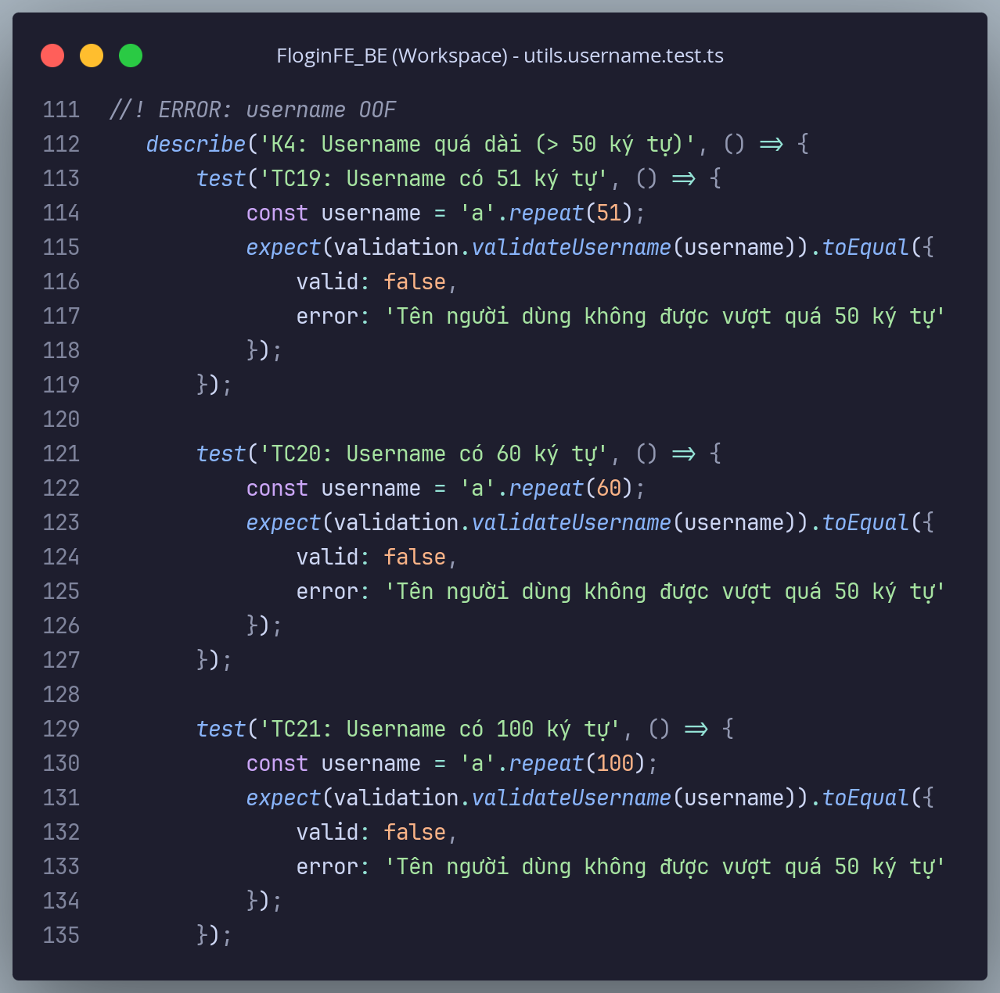 FloginFE_BE (Workspace) - utils.username.test.ts
111 //! ERROR: username OOF
112 describe('K4: Username quá dài (> 50 ký tự)', () => {
113 test('TC19: Username có 51 ký tự', () => {
114 const username = 'a'.repeat(51);
115 expect(validation.validateUsername(username)).toEqual({
116 valid: false,
117 error: 'Tên người dùng không được vượt quá 50 ký tự'
118 });
119 });
120
121 test('TC20: Username có 60 ký tự', () => {
122 const username = 'a'.repeat(60);
123 expect(validation.validateUsername(username)).toEqual({
124 valid: false,
125 error: 'Tên người dùng không được vượt quá 50 ký tự'
126 });
127 });
128
129 test('TC21: Username có 100 ký tự', () => {
130 const username = 'a'.repeat(100);
131 expect(validation.validateUsername(username)).toEqual({
132 valid: false,
133 error: 'Tên người dùng không được vượt quá 50 ký tự'
134 });
135 });